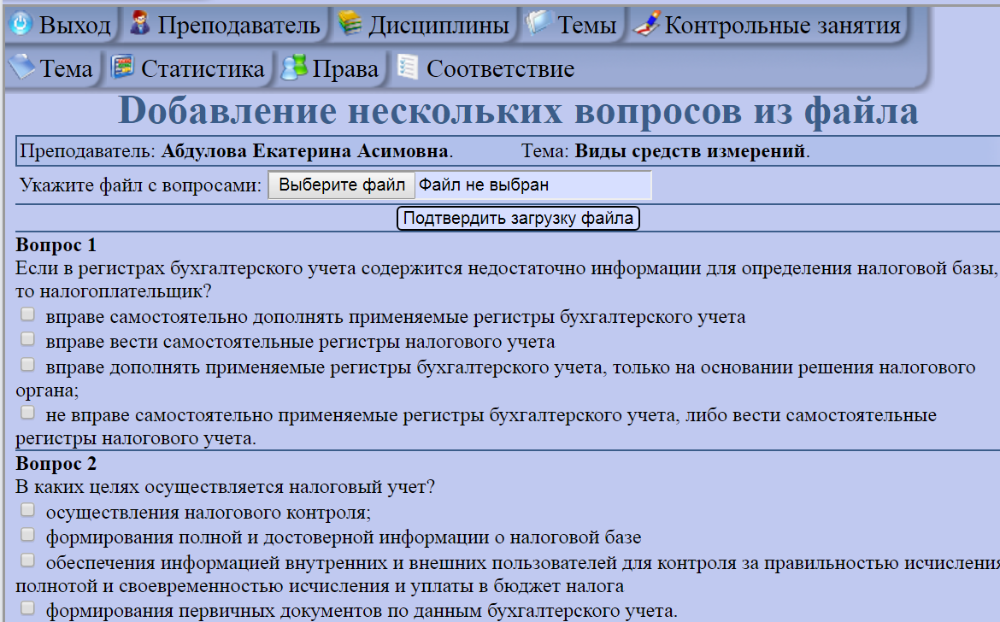 Выход Преподаватель Дисциплины Темы Контрольные занятия
Тема Статистика Права Соответствие
Добавление нескольких вопросов из файла
Преподаватель: Абдулова Екатерина Асимовна. Тема: Виды средств измерений.
Укажите файл с вопросами: Выберите файл Файл не выбран
Подтвердить загрузку файла
Вопрос 1
Если в регистрах бухгалтерского учета содержится недостаточно информации для определения налоговой базы,
то налогоплательщик?
вправе самостоятельно дополнять применяемые регистры бухгалтерского учета
вправе вести самостоятельные регистры налогового учета
вправе дополнять применяемые регистры бухгалтерского учета, только на основании решения налогового
органа;
не вправе самостоятельно применяемые регистры бухгалтерского учета, либо вести самостоятельные
регистры налогового учета.
Вопрос 2
В каких целях осуществляется налоговый учет?
осуществления налогового контроля;
формирования полной и достоверной информации о налоговой базе
обеспечения информацией внутренних и внешних пользователей для контроля за правильностью исчисления
полнотой и своевременностью исчисления и уплаты в бюджет налога
формирования первичных документов по данным бухгалтерского учета.